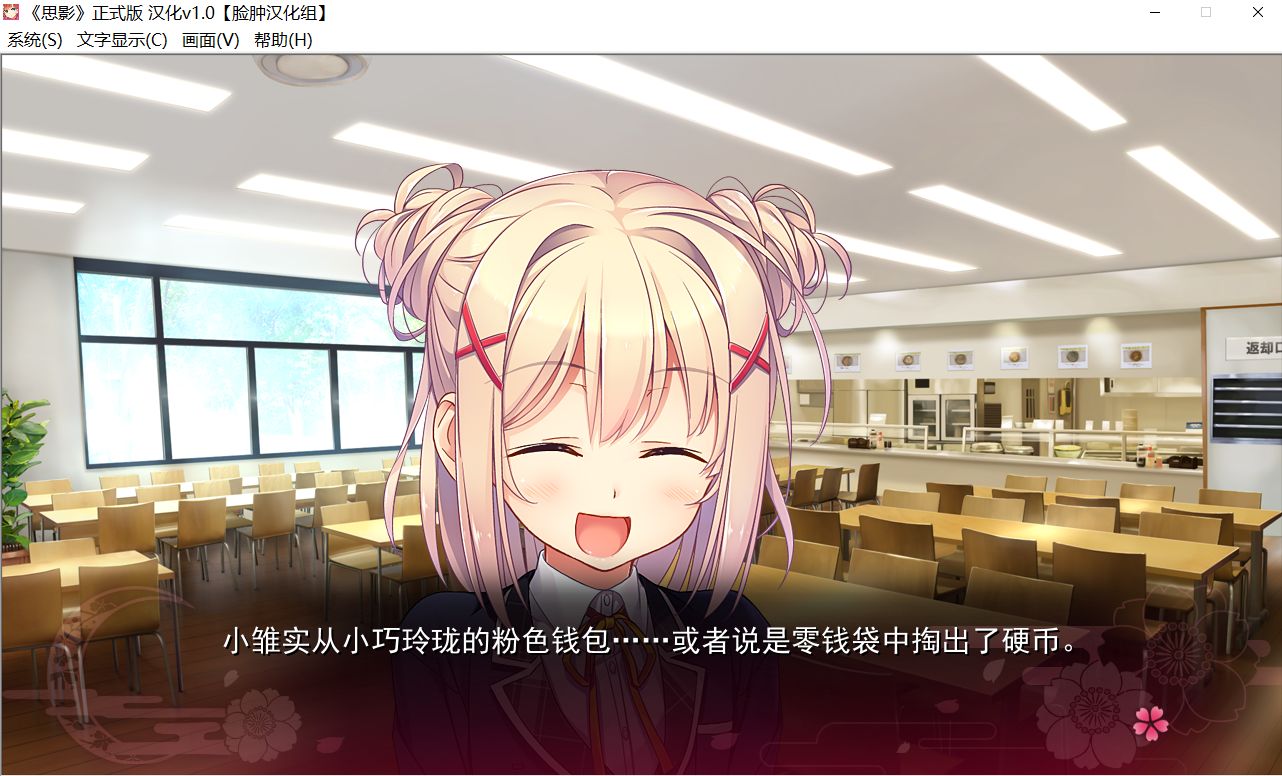 《思影》正式版 汉化v1.0【脸肿汉化组】
系统(S) 文字显示(C) 画面(V) 帮助(H)
返却口
小雏实从小巧玲珑的粉色钱包……或者说是零钱袋中掏出了硬币。